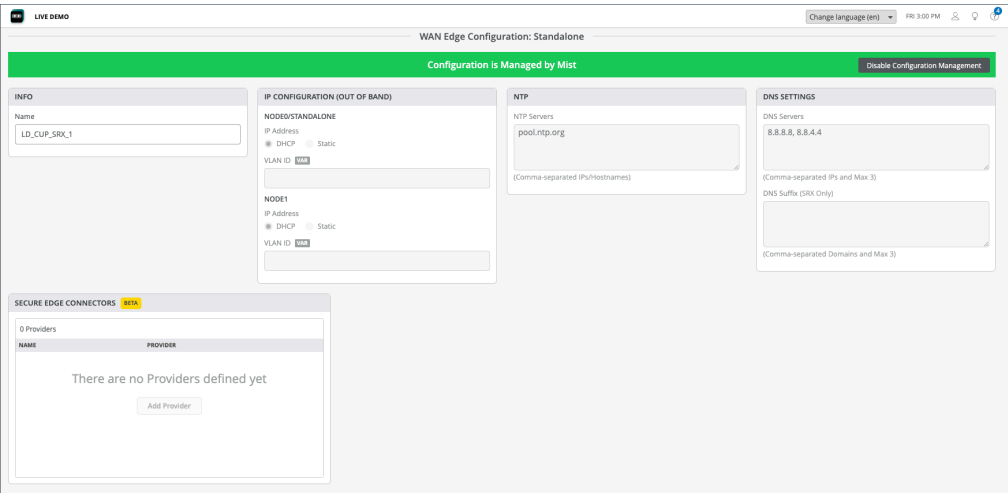 LIVE DEMO
Change language (en)
FRI 3:00 PM
4
WAN Edge Configuration: Standalone
Configuration is Managed by Mist
Disable Configuration Management
INFO
Name
LD_CUP_SRX_1
IP CONFIGURATION (OUT OF BAND)
NODE0/STANDALONE
IP Address
DHCP Static
VLAN ID VAR
NODE1
IP Address
DHCP Static
VLAN ID VAR
NTP
NTP Servers
pool.ntp.org
(Comma-separated IPs/Hostnames)
DNS SETTINGS
DNS Servers
8.8.8.8, 8.8.4.4
(Comma-separated IPs and Max 3)
DNS Suffix (SRX Only)
(Comma-separated Domains and Max 3)
SECURE EDGE CONNECTORS BETA
0 Providers
NAME PROVIDER
There are no Providers defined yet
Add Provider